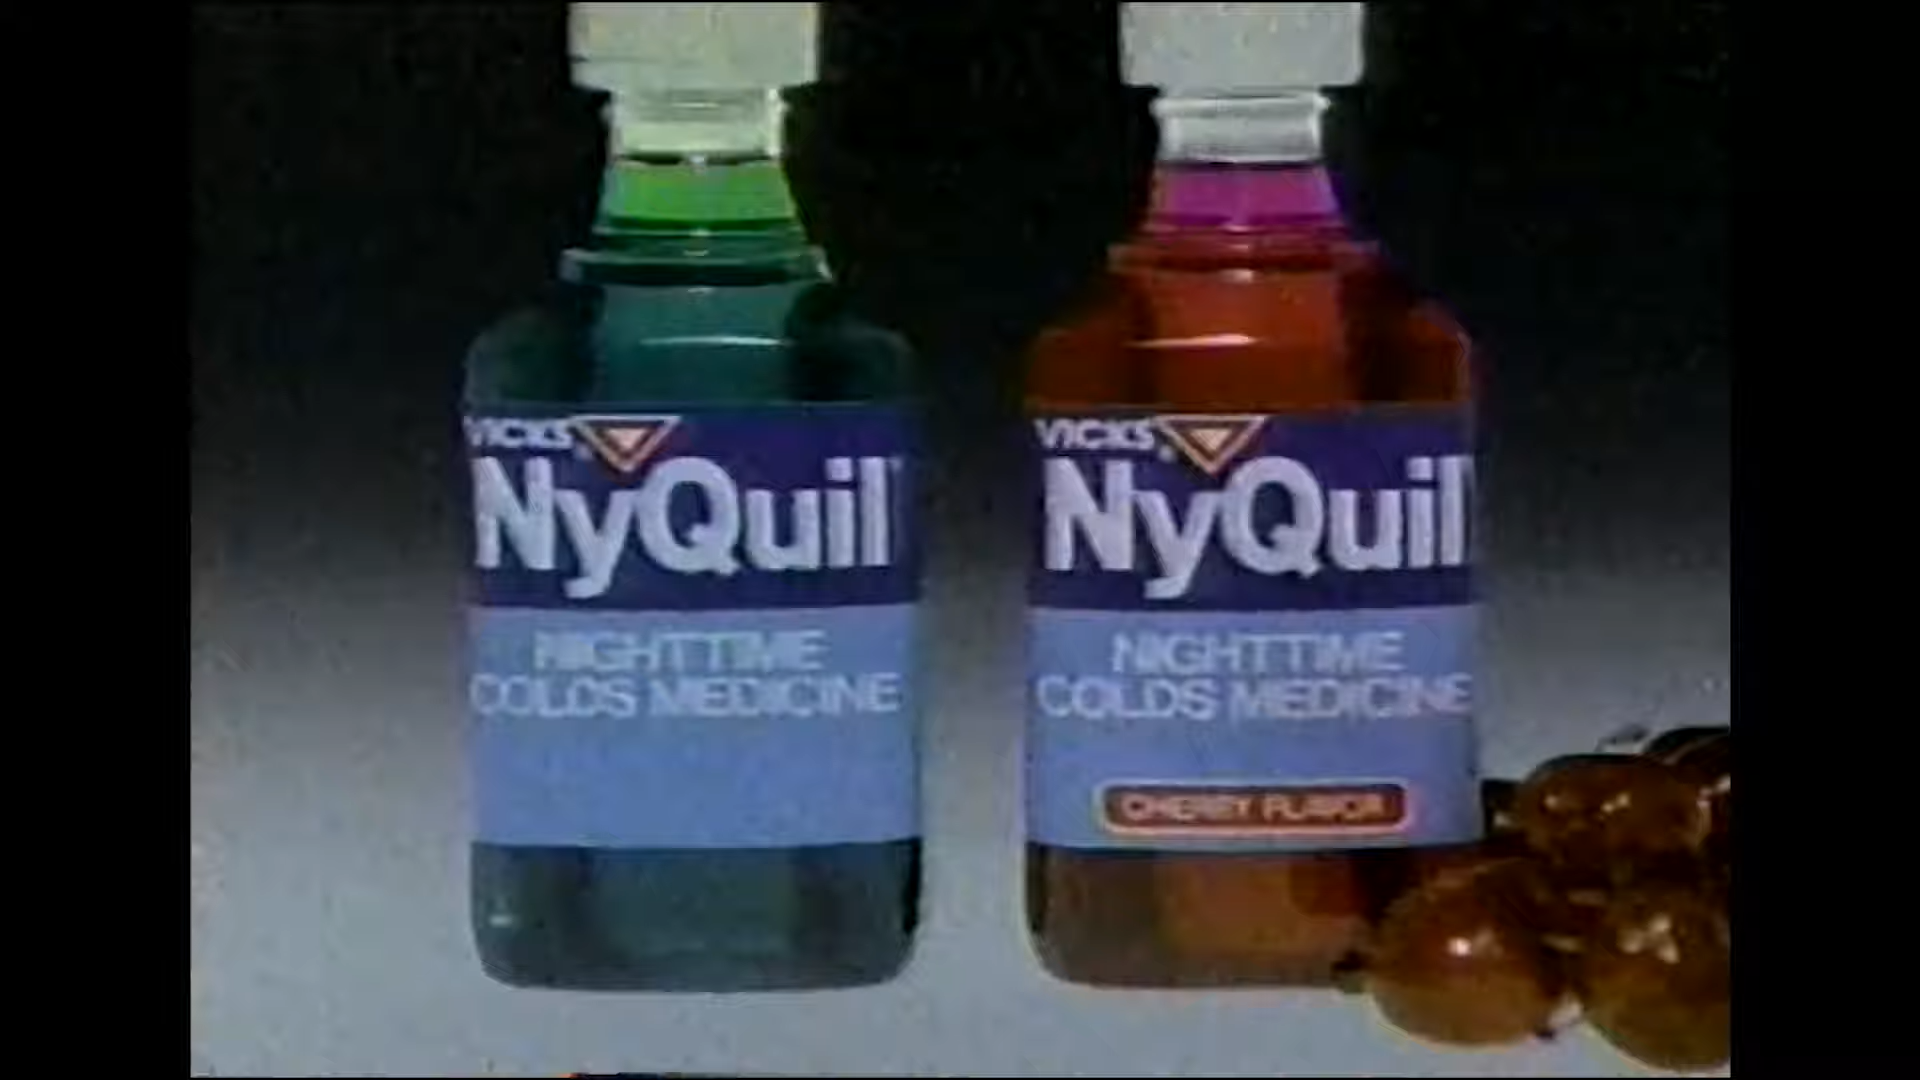 VICKS
NyQuil
NIGHTTIME
COLDS MEDICINE
VICKS
NyQuil
NIGHTTIME
COLDS MEDICINE
CHERRY FLAVOR